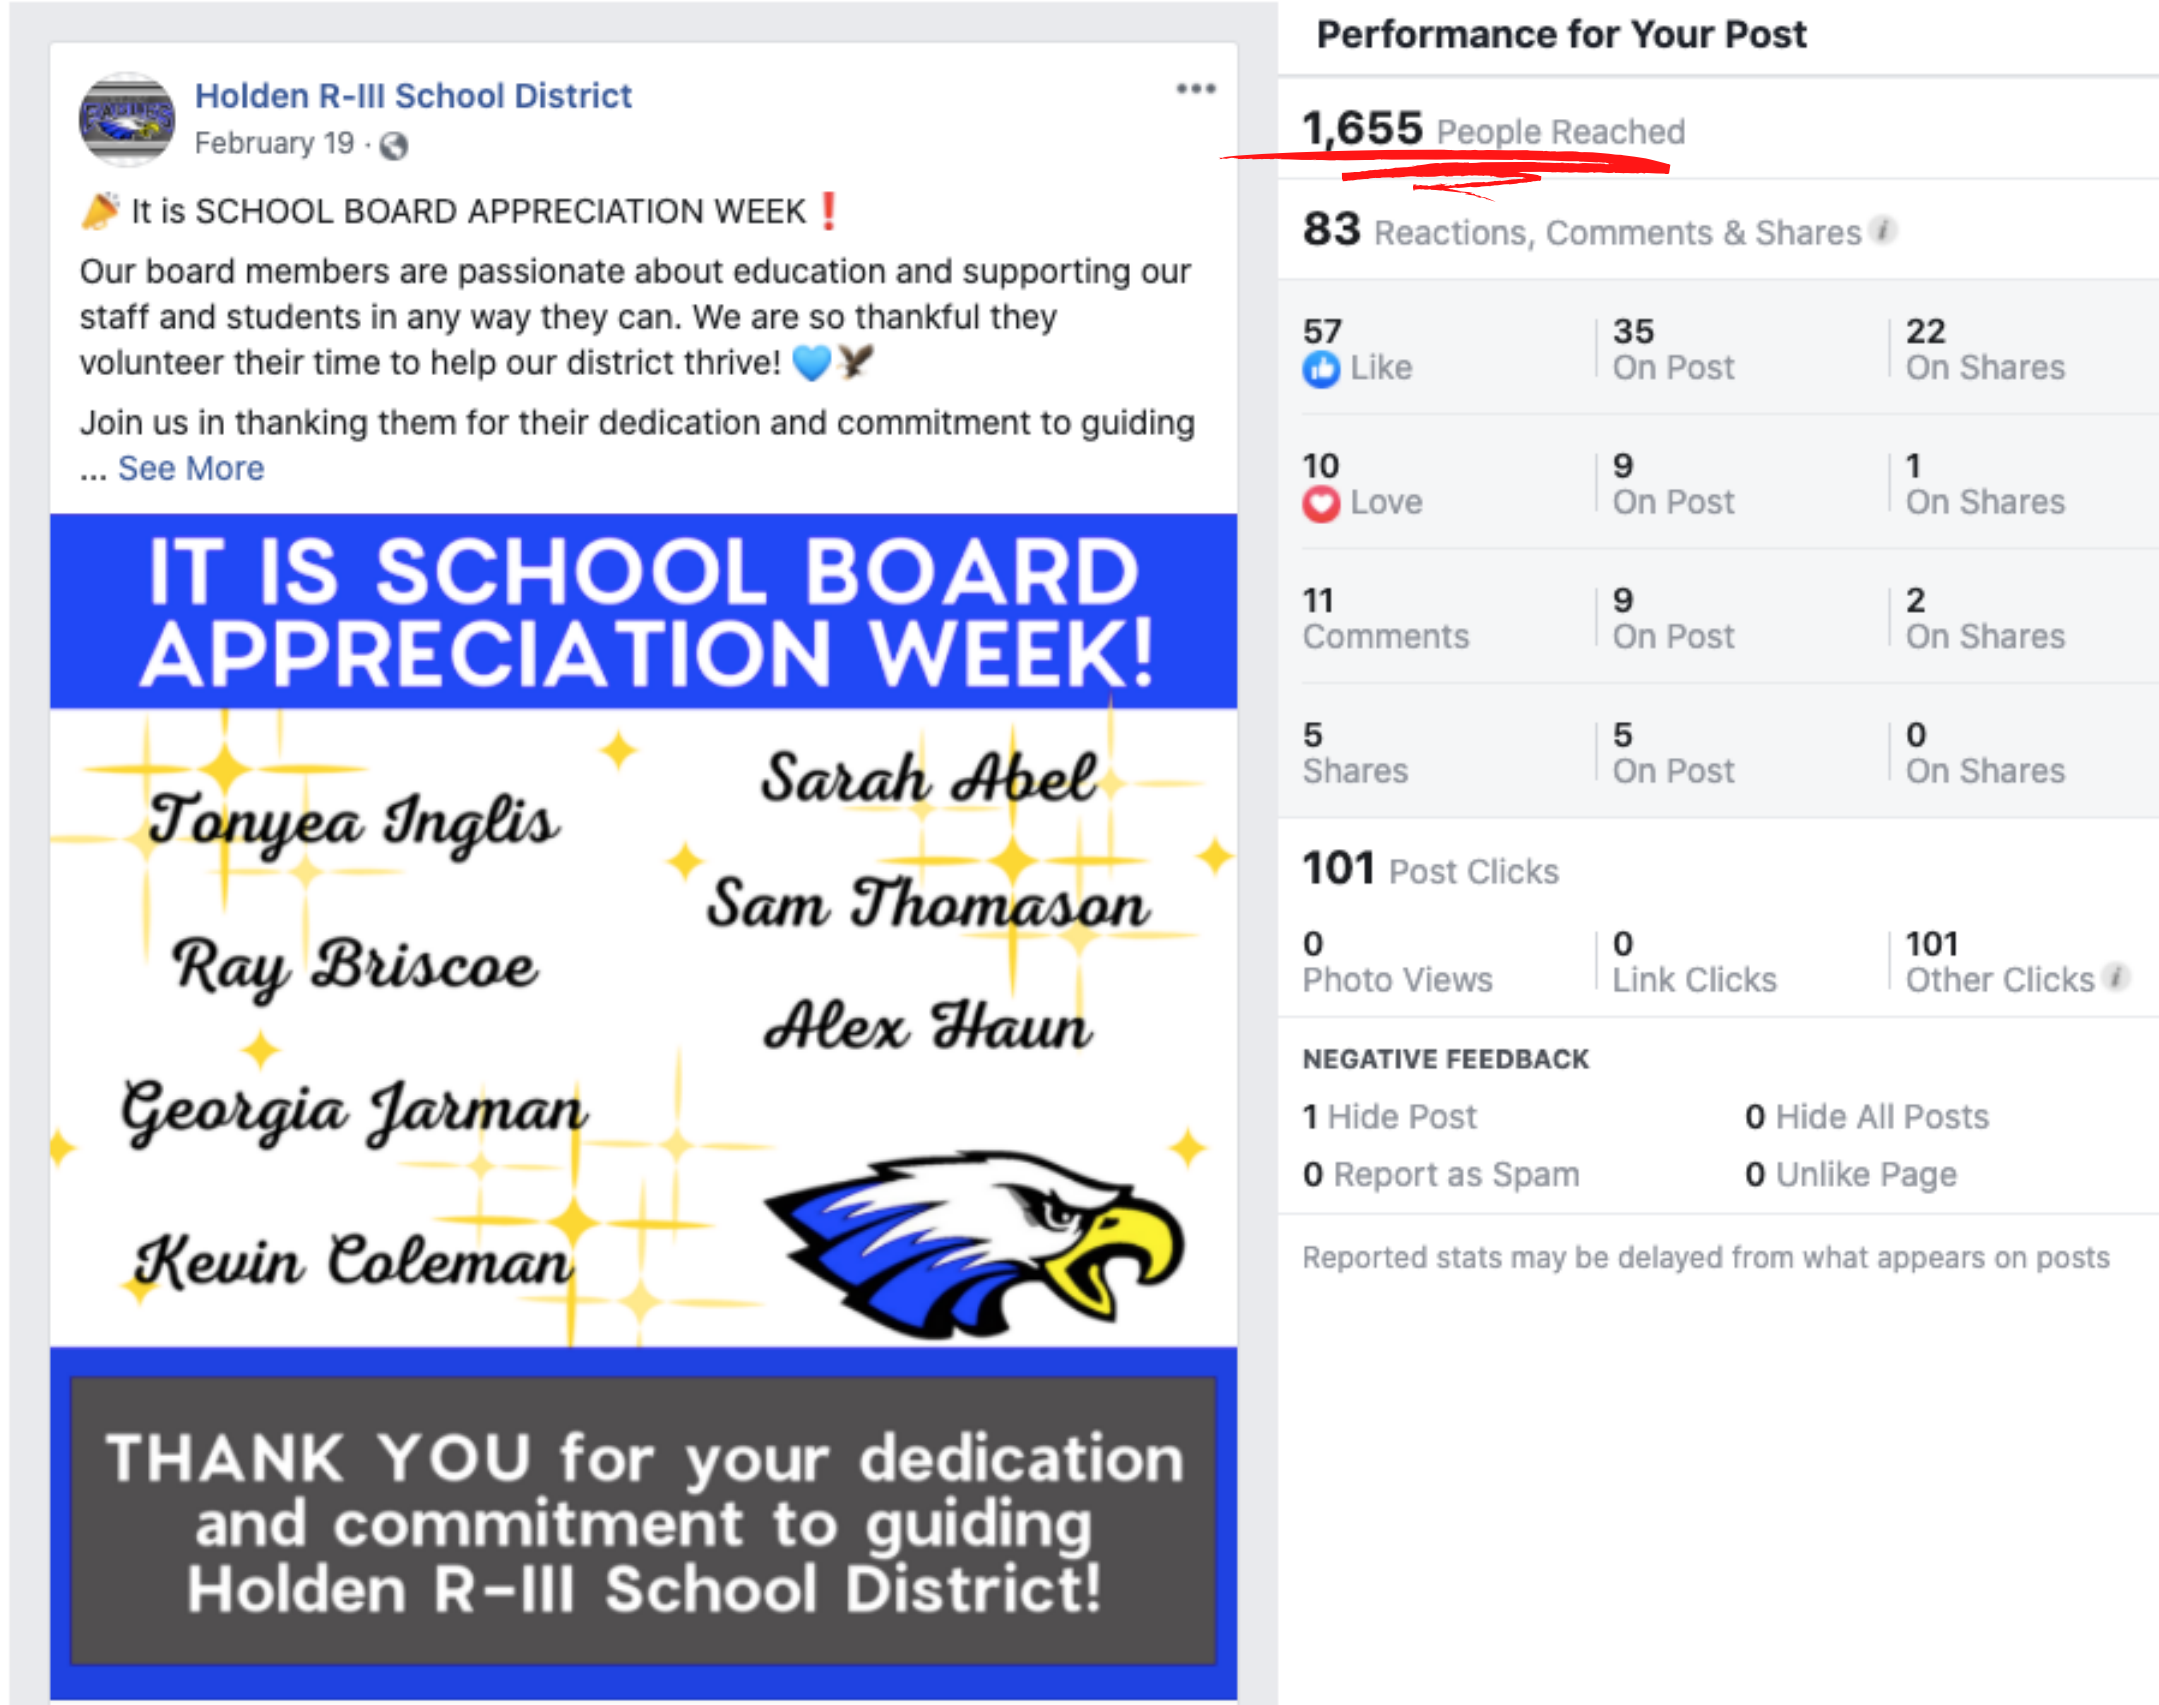 Holden R-III School District
February 19 ·
It is SCHOOL BOARD APPRECIATION WEEK❗
Our board members are passionate about education and supporting our
staff and students in any way they can. We are so thankful they
volunteer their time to help our district thrive!
Join us in thanking them for their dedication and commitment to guiding
... See More
IT IS SCHOOL BOARD
APPRECIATION WEEK!
Tonyea Inglis
Ray Briscoe
Georgia Jarman
Kevin Coleman
Sarah Abel
Sam Thomason
Alex Haun
THANK YOU for your dedication
and commitment to guiding
Holden R-III School District!
Performance for Your Post
1,655 People Reached
83 Reactions, Comments & Shares
57 35 22
Like On Post On Shares
10 9 1
Love On Post On Shares
11 9 2
Comments On Post On Shares
5 5 0
Shares On Post On Shares
101 Post Clicks
0 0 101
Photo Views Link Clicks Other Clicks
NEGATIVE FEEDBACK
1 Hide Post 0 Hide All Posts
0 Report as Spam 0 Unlike Page
Reported stats may be delayed from what appears on posts